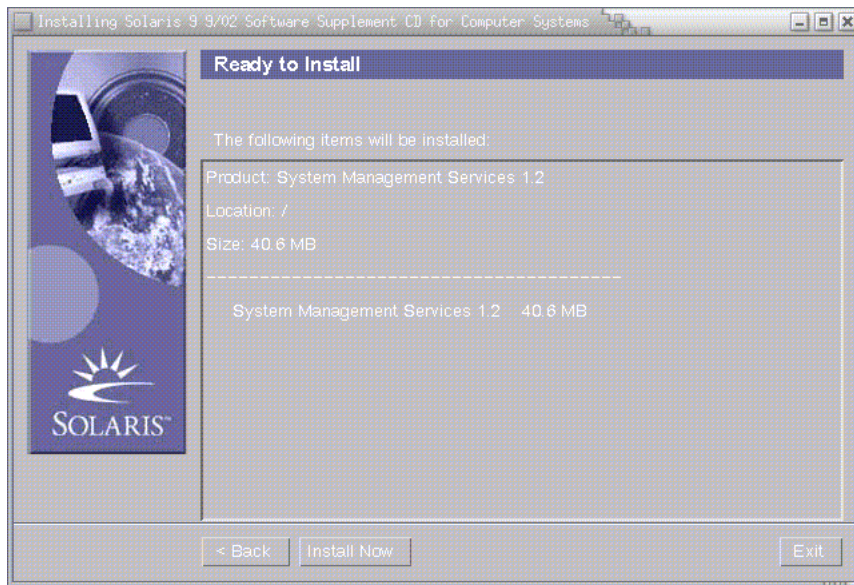 Installing Solaris 9 9/02 Software Supplement CD for Computer Systems
Ready to Install
The following items will be installed:
Product: System Management Services 1.2
Location: /
Size: 40.6 MB
----------------------------------------
System Management Services 1.2 40.6 MB
SOLARIS™
< Back
Install Now
Exit